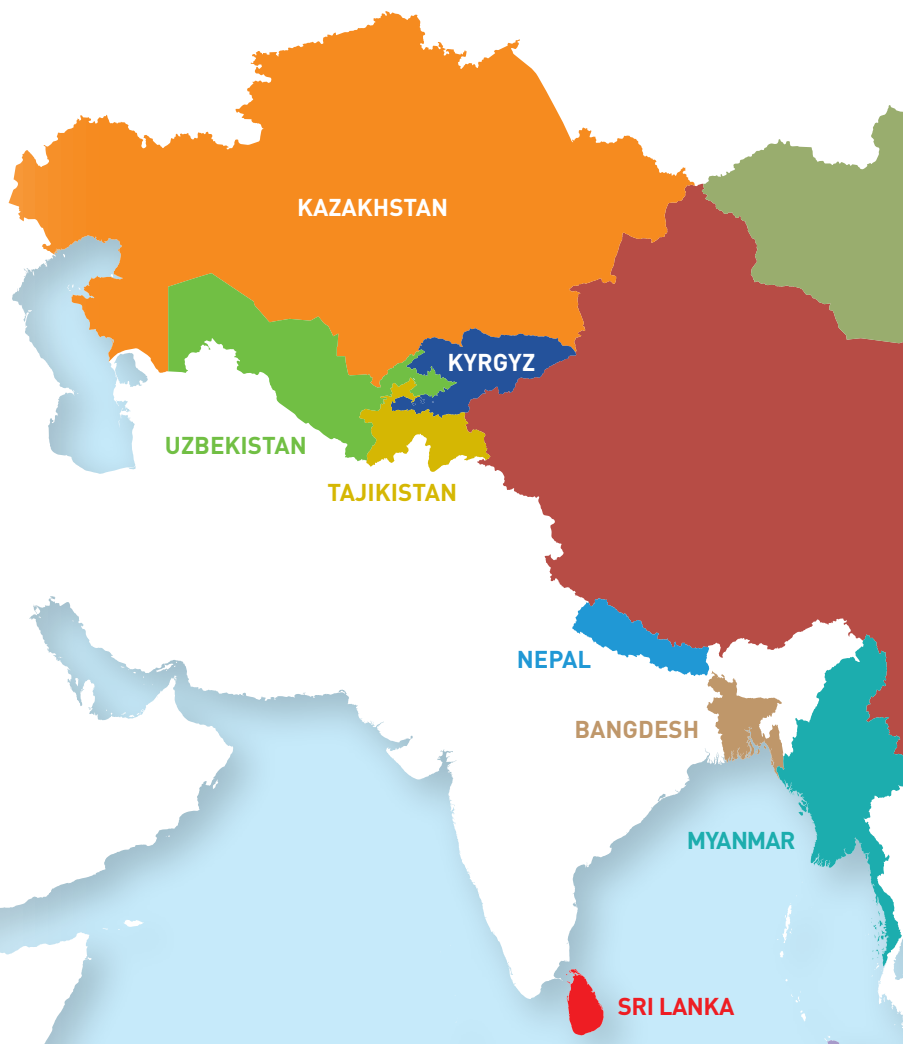 KAZAKHSTAN
KYRGYZ
UZBEKISTAN
TAJIKISTAN
NEPAL
BANGDESH
MYANMAR
SRI LANKA